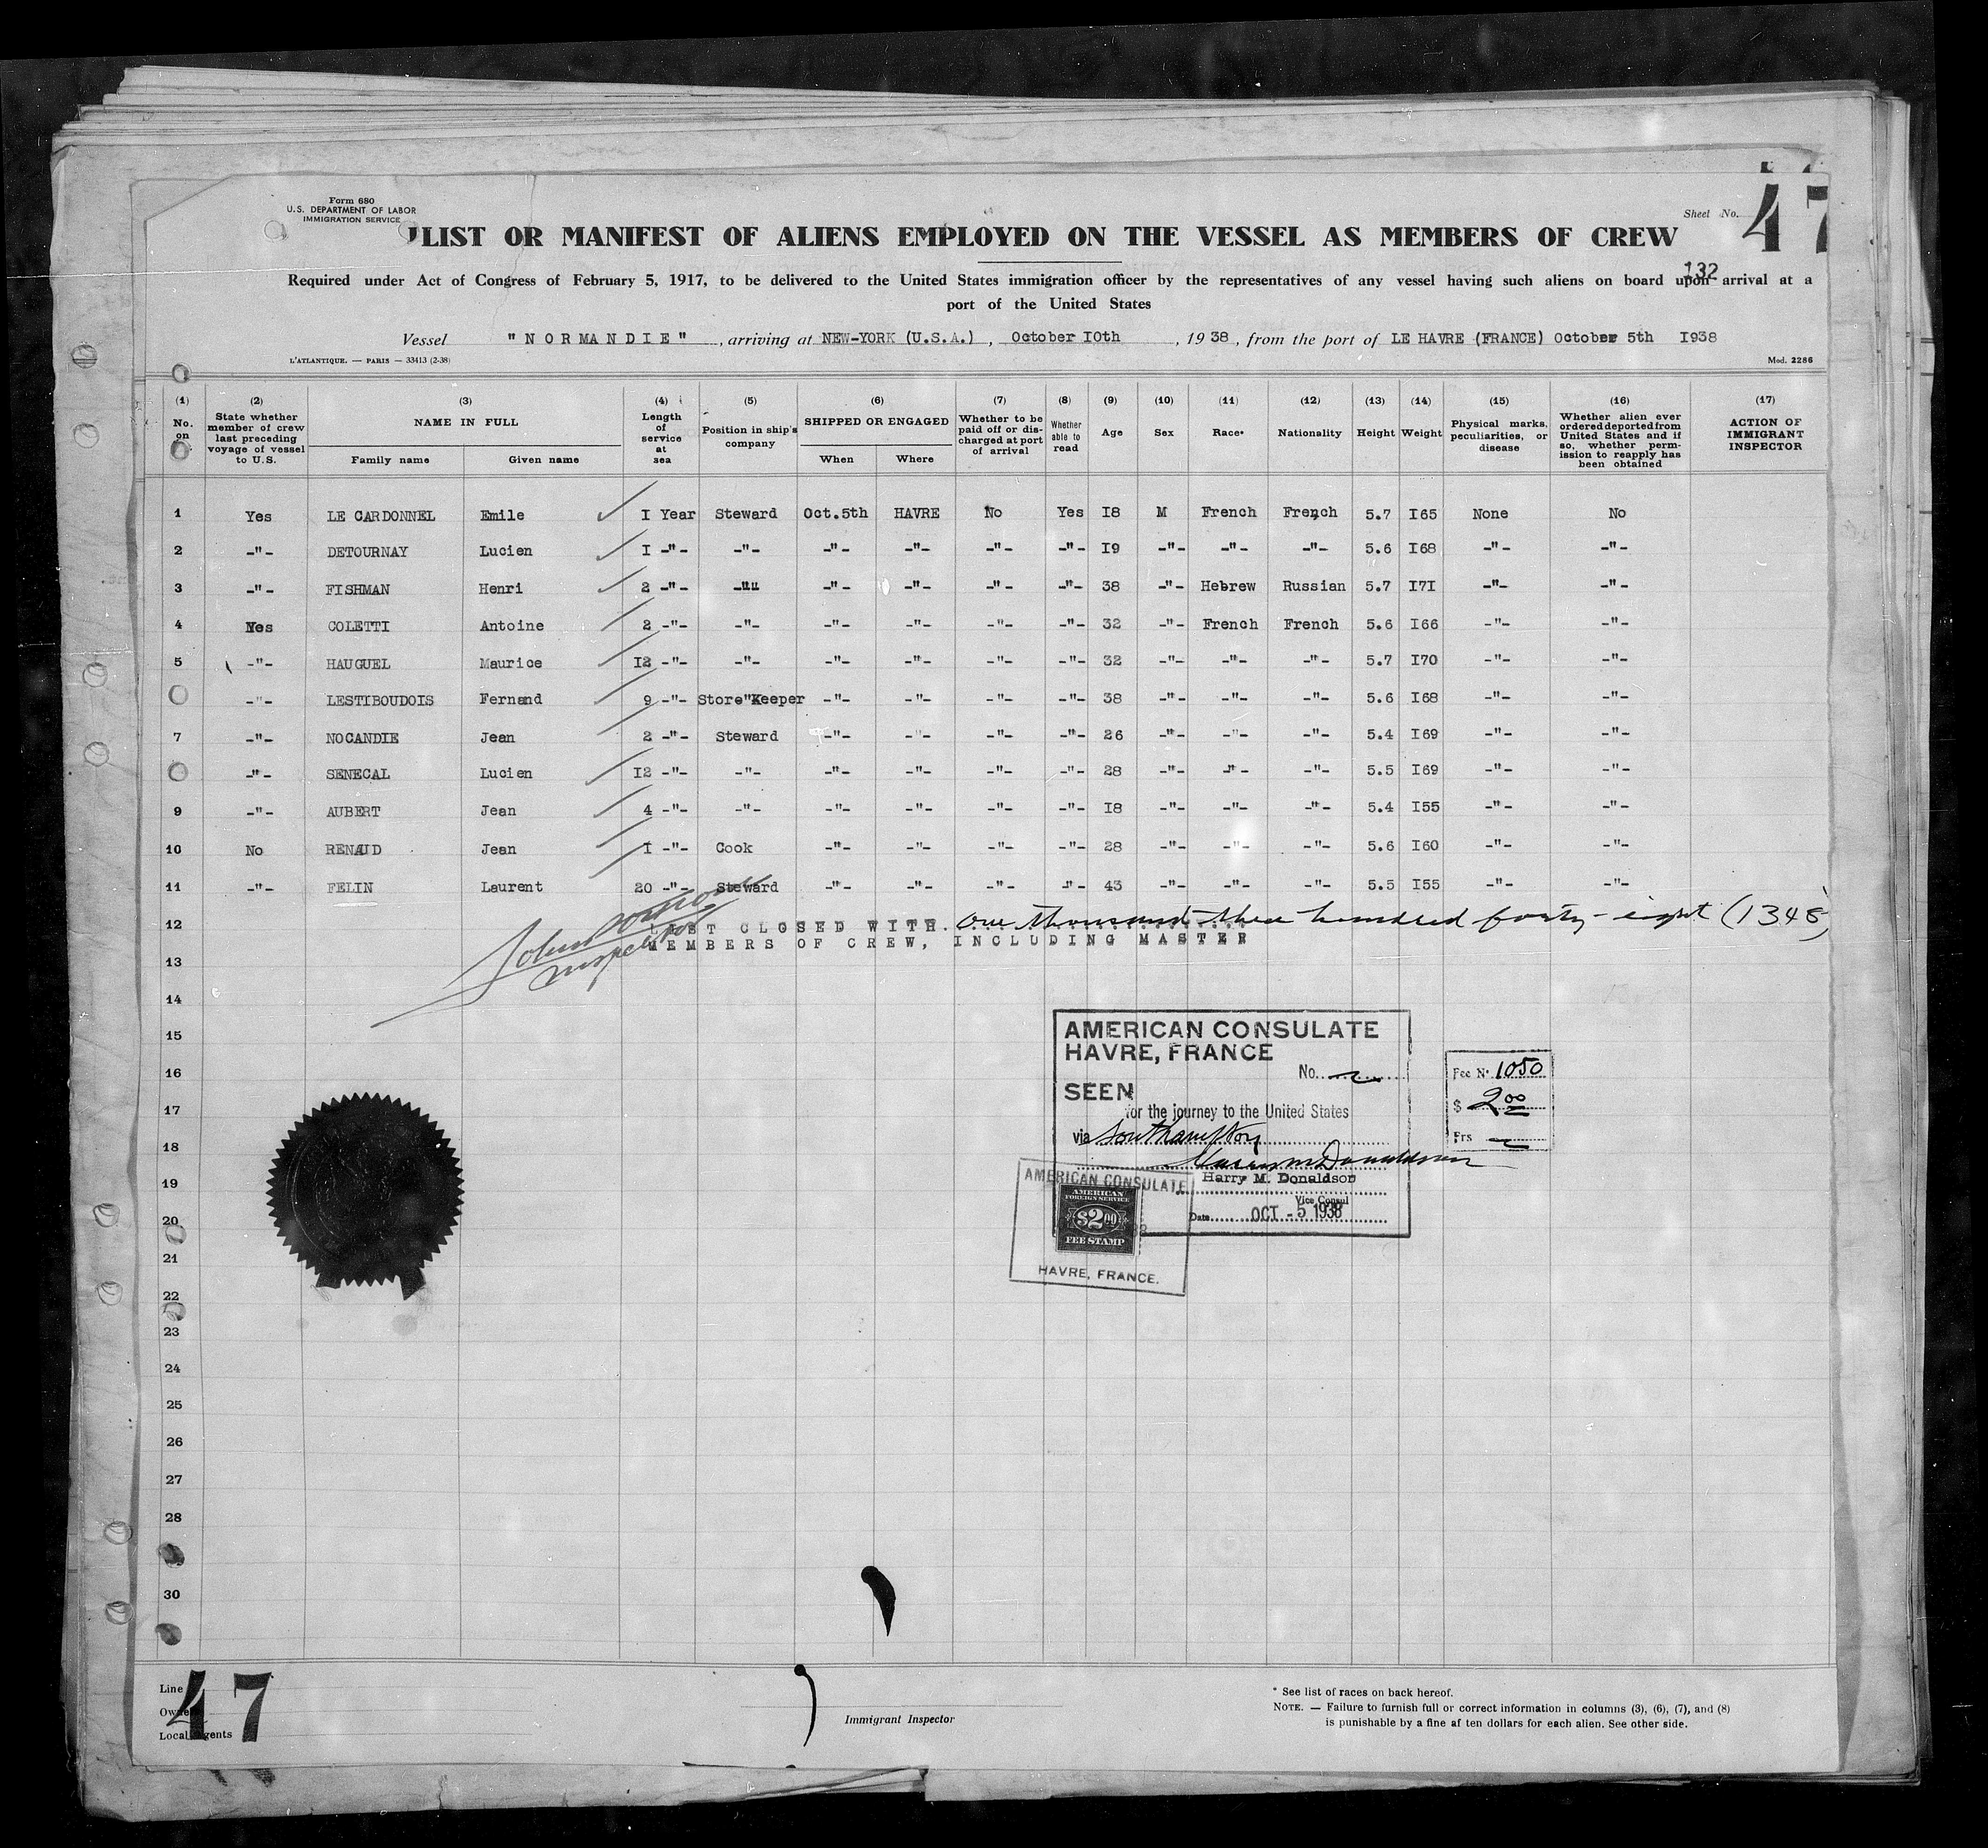 Form 680
U.S. DEPARTMENT OF LABOR
IMMIGRATION SERVICE
Sheet No. 47
LIST OR MANIFEST OF ALIENS EMPLOYED ON THE VESSEL AS MEMBERS OF CREW
132
Required under Act of Congress of February 5, 1917, to be delivered to the United States immigration officer by the representatives of any vessel having such aliens on board upon arrival at a
port of the United States
Vessel "NORMANDIE", arriving at NEW-YORK (U.S.A.), October IOth, 1938, from the port of LE HAVRE (FRANCE) October 5th I938
L'ATLANTIQUE. — PARIS — 33413 (2-38)
Mod. 2286
(1) (2) (3) (4) (5) (6) (7) (8) (9) (10) (11) (12) (13) (14) (15) (16) (17)
No. on
State whether member of crew last preceding voyage of vessel to U.S.
NAME IN FULL
Family name Given name
Length of service at sea
Position in ship's company
SHIPPED OR ENGAGED
When Where
Whether to be paid off or discharged at port of arrival
Whether able to read
Age
Sex
Race*
Nationality
Height
Weight
Physical marks, peculiarities, or disease
Whether alien ever ordered deported from United States and if so, whether permission to reapply has been obtained
ACTION OF IMMIGRANT INSPECTOR
1 Yes LE CARDONNEL Emile I Year Steward Oct.5th HAVRE No Yes I8 M French French 5.7 I65 None No
2 -"- DETOURNAY Lucien I -"- -"- -"- -"- -"- -"- I9 -"- -"- -"- 5.6 I68 -"- -"-
3 -"- FISHMAN Henri 2 -"- -"- -"- -"- -"- -"- 38 -"- Hebrew Russian 5.7 I7I -"- -"-
4 Yes COLETTI Antoine 2 -"- -"- -"- -"- -"- -"- 32 -"- French French 5.6 I66 -"- -"-
5 -"- HAUGUEL Maurice I2 -"- -"- -"- -"- -"- -"- 32 -"- -"- -"- 5.7 I70 -"- -"-
-"- LESTIBOUDOIS Fernand 9 -"- Store"Keeper -"- -"- -"- -"- 38 -"- -"- -"- 5.6 I68 -"- -"-
7 -"- NOCANDIE Jean 2 -"- Steward -"- -"- -"- -"- 26 -"- -"- -"- 5.4 I69 -"- -"-
-"- SENECAL Lucien I2 -"- -"- -"- -"- -"- -"- 28 -"- -"- -"- 5.5 I69 -"- -"-
9 -"- AUBERT Jean 4 -"- -"- -"- -"- -"- -"- I8 -"- -"- -"- 5.4 I55 -"- -"-
10 No RENAUD Jean I -"- Cook -"- -"- -"- -"- 28 -"- -"- -"- 5.6 I60 -"- -"-
11 -"- FELIN Laurent 20 -"- Steward -"- -"- -"- -"- 43 -"- -"- -"- 5.5 I55 -"- -"-
12 LIST CLOSED WITH. one thousand three hundred forty-eight (1348)
MEMBERS OF CREW, INCLUDING MASTER
John
Inspector
13
14
15
16
17
18
19
20
21
22
23
24
25
26
27
28
30
AMERICAN CONSULATE
HAVRE, FRANCE
No.
SEEN
for the journey to the United States
via Southampton
Harry M. Donaldson
Harry M. Donaldson
Vice Consul
Date OCT - 5 1938
Fee No 1050
$ 2.00
Frs
AMERICAN CONSULATE
AMERICAN
FOREIGN SERVICE
$2.00
FEE STAMP
HAVRE, FRANCE.
47
Line
Owners
Local Agents
Immigrant Inspector
* See list of races on back hereof.
NOTE. — Failure to furnish full or correct information in columns (3), (6), (7), and (8)
is punishable by a fine af ten dollars for each alien. See other side.